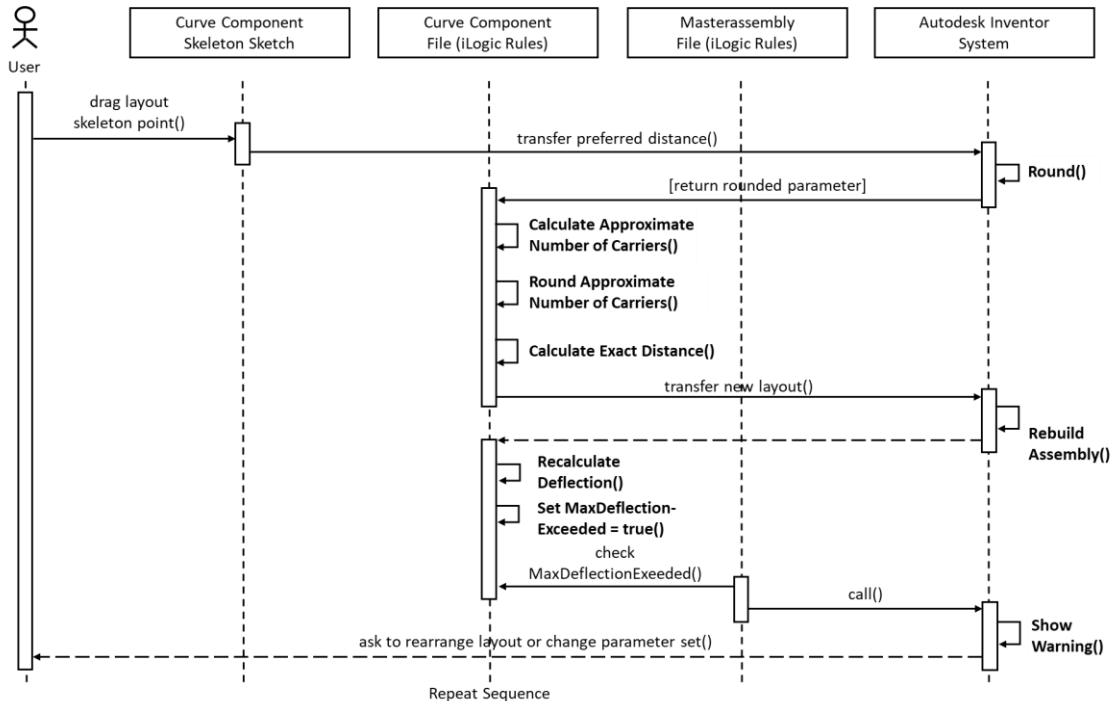 Curve Component
Skeleton Sketch
Curve Component
File (iLogic Rules)
Masterassembly
File (iLogic Rules)
Autodesk Inventor
System
User
drag layout
skeleton point()
transfer preferred distance()
Round()
[return rounded parameter]
Calculate Approximate
Number of Carriers()
Round Approximate
Number of Carriers()
Calculate Exact Distance()
transfer new layout()
Rebuild
Assembly()
Recalculate
Deflection()
Set MaxDeflection-
Exceeded = true()
check
MaxDeflectionExeeded()
call()
Show
Warning()
ask to rearrange layout or change parameter set()
Repeat Sequence